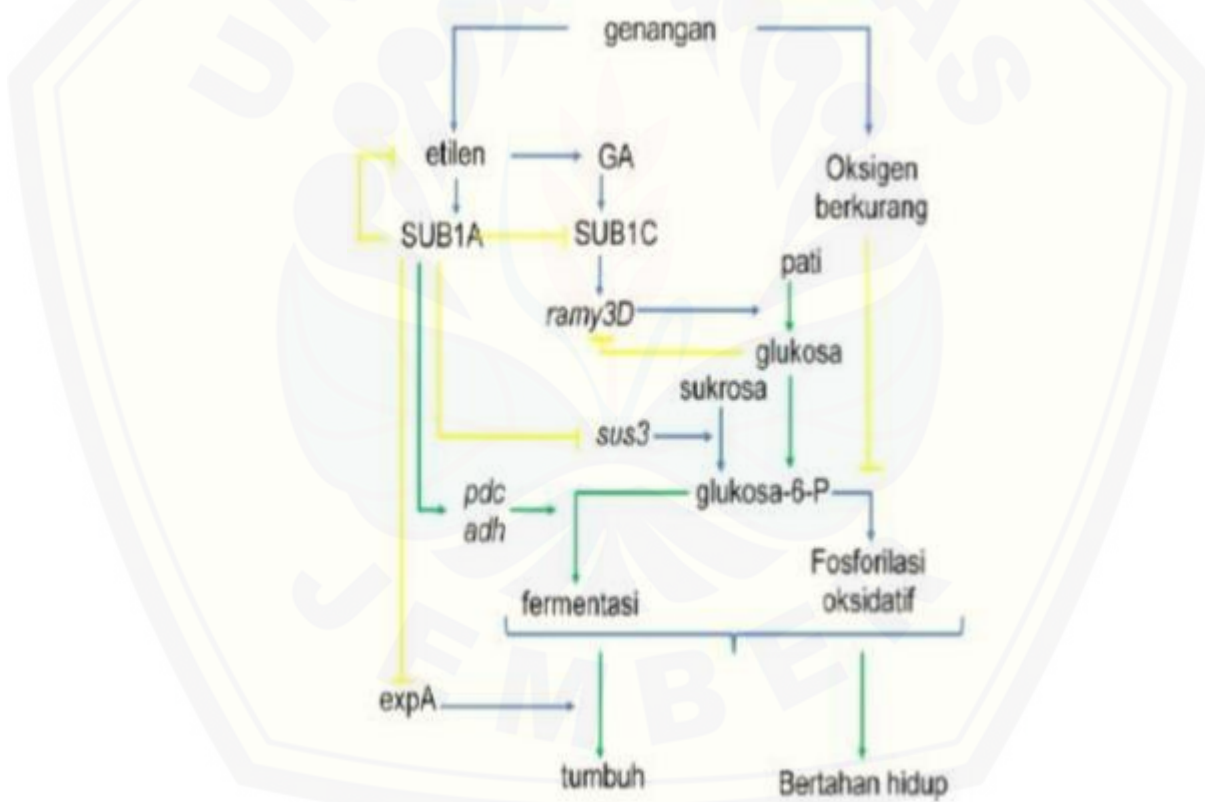 genangan
etilen
GA
Oksigen
berkurang
SUB1A
SUB1C
pati
ramy3D
glukosa
sukrosa
sus3
glukosa-6-P
pdc
adh
Fosforilasi
oksidatif
fermentasi
expA
tumbuh
Bertahan hidup
JEMBER